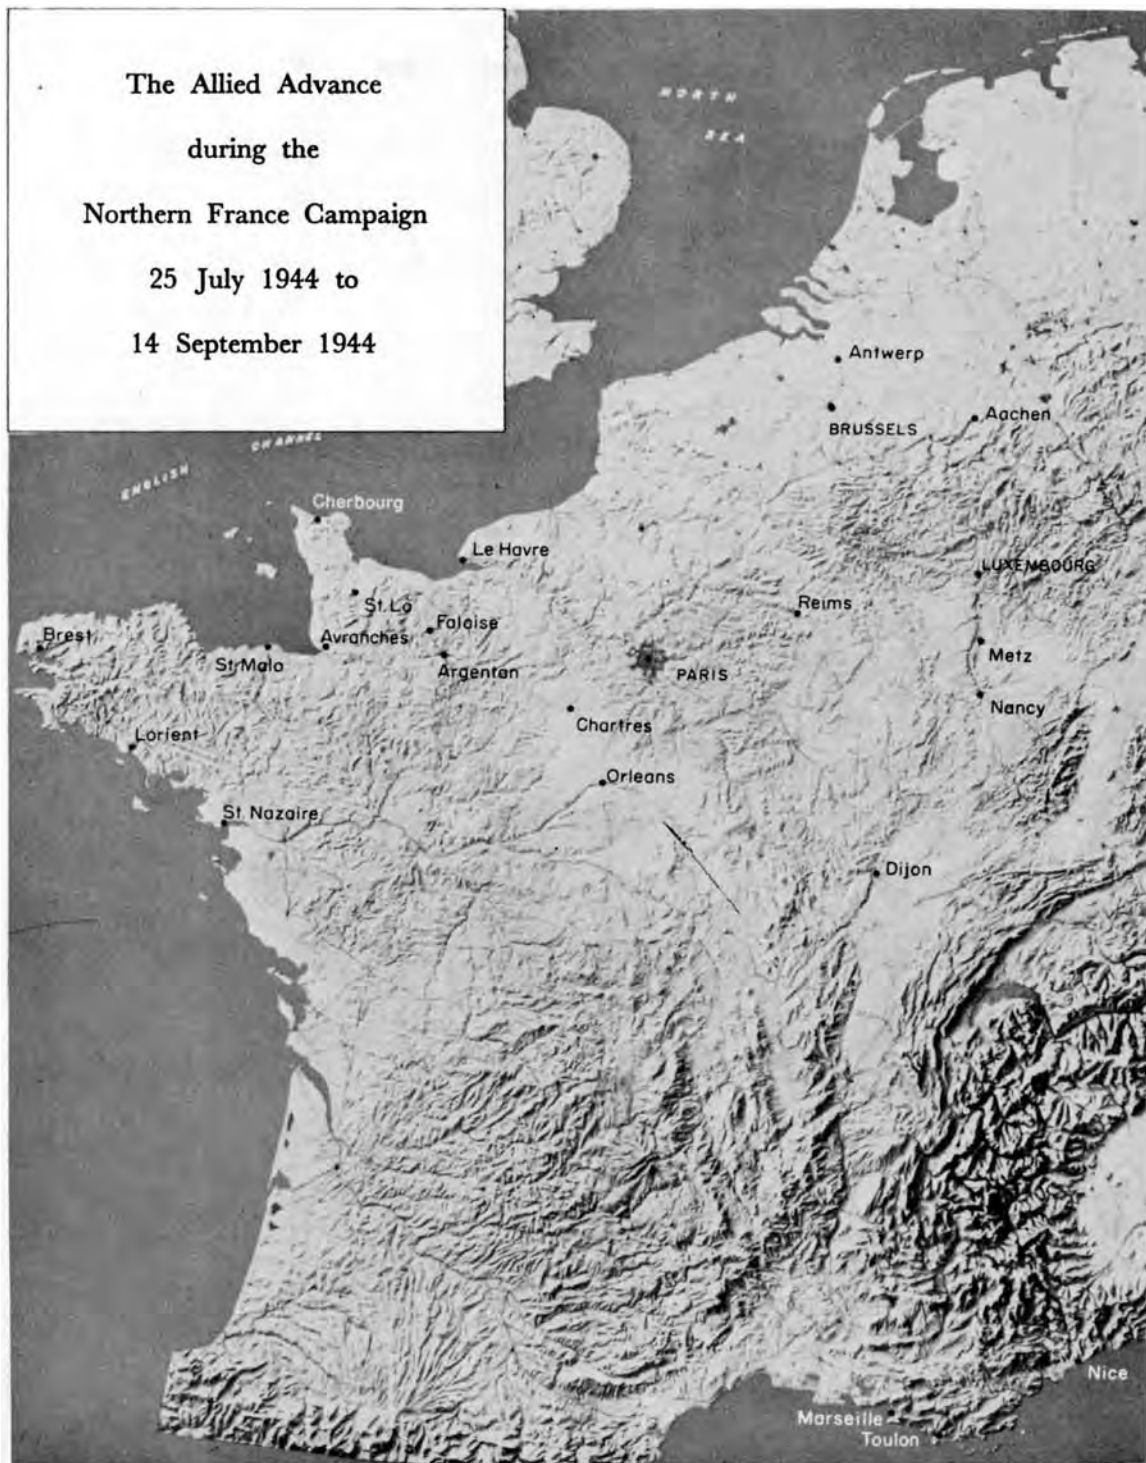 The Allied Advance
during the
Northern France Campaign
25 July 1944 to
14 September 1944
NORTH
SEA
Antwerp
BRUSSELS
Aachen
ENGLISH
CHANNEL
Cherbourg
Le Havre
LUXEMBOURG
St. Lo
Reims
Falaise
Brest
Avranches
St. Malo
Argentan
PARIS
Metz
Nancy
Chartres
Lorient
Orleans
St. Nazaire
Dijon
Nice
Marseille
Toulon